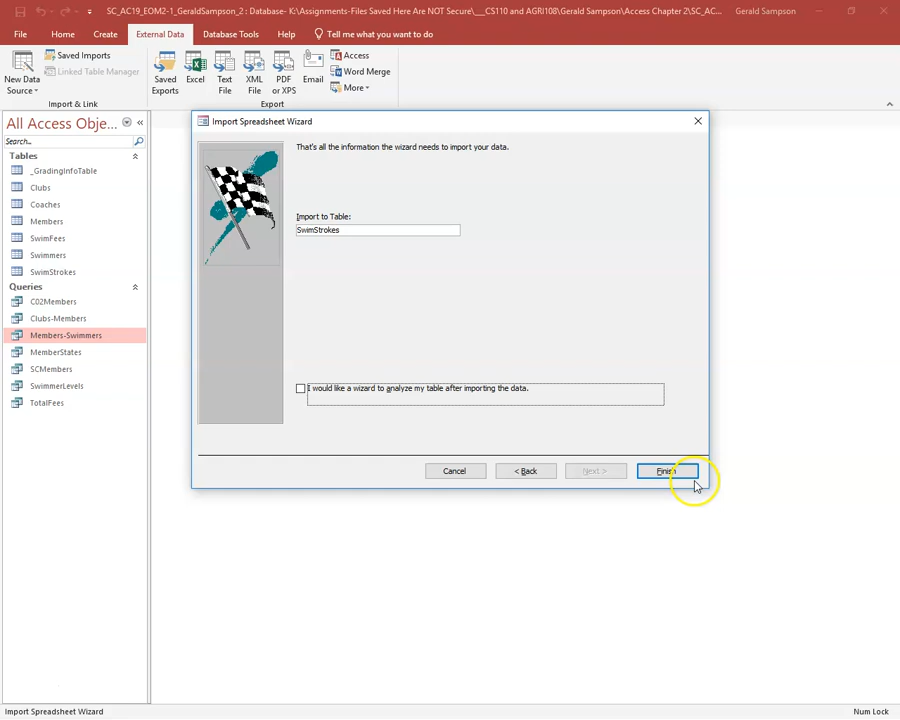 SC_AC19_EOM2-1_GeraldSampson_2 : Database- K:\Assignments-Files Saved Here Are NOT Secure\___CS110 and AGRI108\Gerald Sampson\Access Chapter 2\SC_AC... Gerald Sampson
File Home Create External Data Database Tools Help Tell me what you want to do
New Data Source
Saved Imports
Linked Table Manager
Import & Link
Saved Exports
Excel
Text File
XML File
PDF or XPS
Email
Access
Word Merge
More
Export
All Access Obje...
Search...
Tables
_GradingInfoTable
Clubs
Coaches
Members
SwimFees
Swimmers
SwimStrokes
Queries
C02Members
Clubs-Members
Members-Swimmers
MemberStates
SCMembers
SwimmerLevels
TotalFees
Import Spreadsheet Wizard
That's all the information the wizard needs to import your data.
Import to Table:
SwimStrokes
I would like a wizard to analyze my table after importing the data.
Cancel < Back Next > Finish
Import Spreadsheet Wizard Num Lock